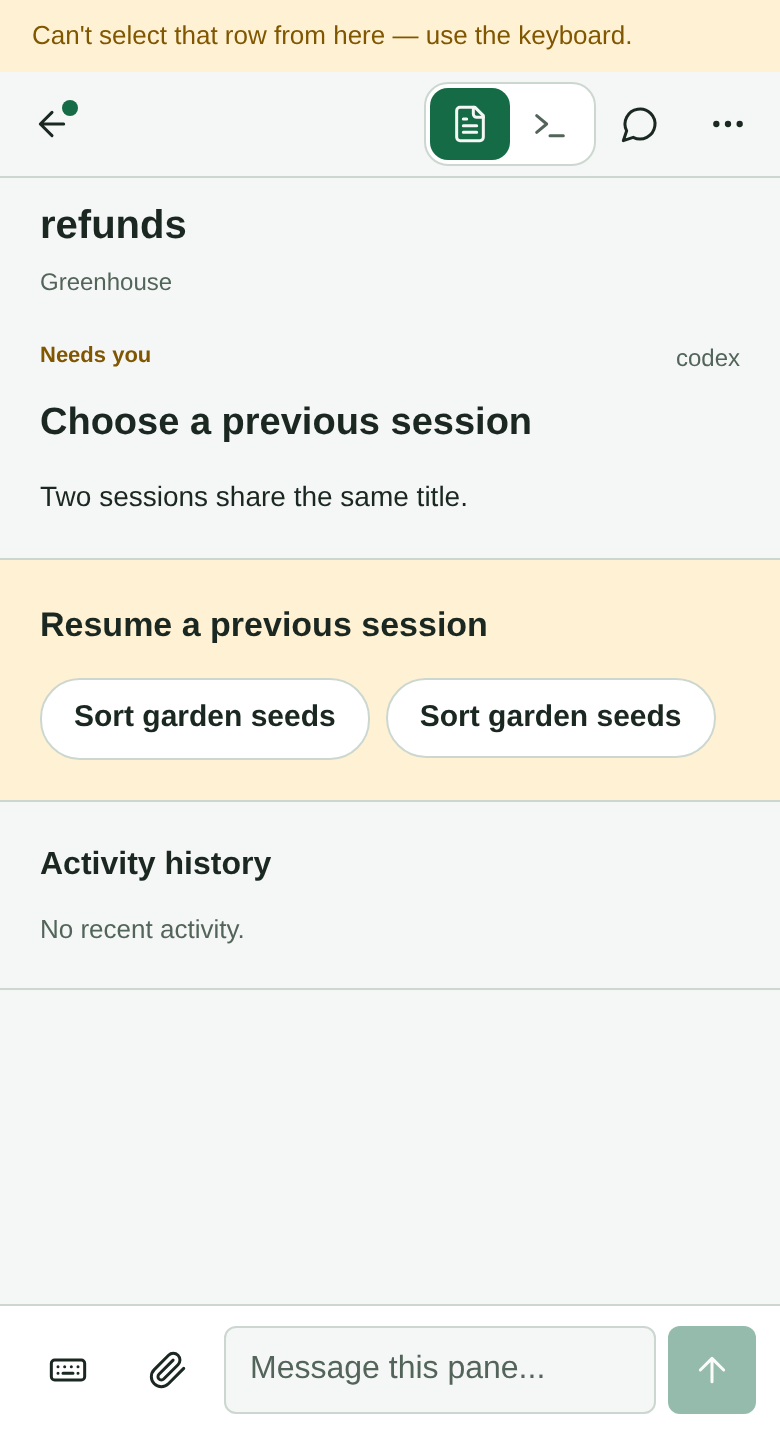 Can't select that row from here — use the keyboard.
refunds
Greenhouse
Needs you
codex
Choose a previous session
Two sessions share the same title.
Resume a previous session
Sort garden seeds
Sort garden seeds
Activity history
No recent activity.
Message this pane...